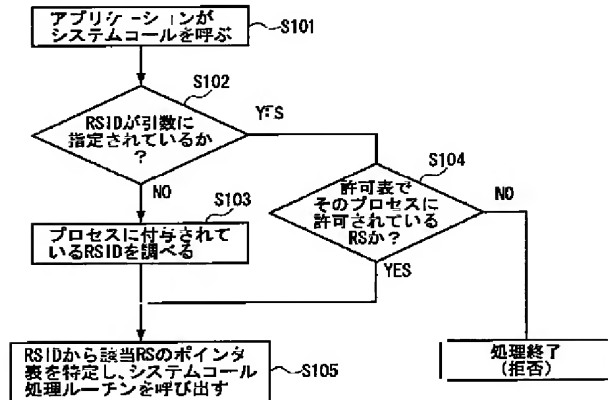 アプリケーションが
システムコールを呼ぶ
S101
S102
RSIDが引数に
指定されているか
?
YES
NO
S103
プロセスに付与されて
いるRSIDを調べる
S104
許可表で
そのプロセスに
許可されている
RSか?
NO
YES
RSIDから該当RSのポインタ
表を特定し、システムコール
処理ルーチンを呼び出す
S105
処理終了
(拒否)